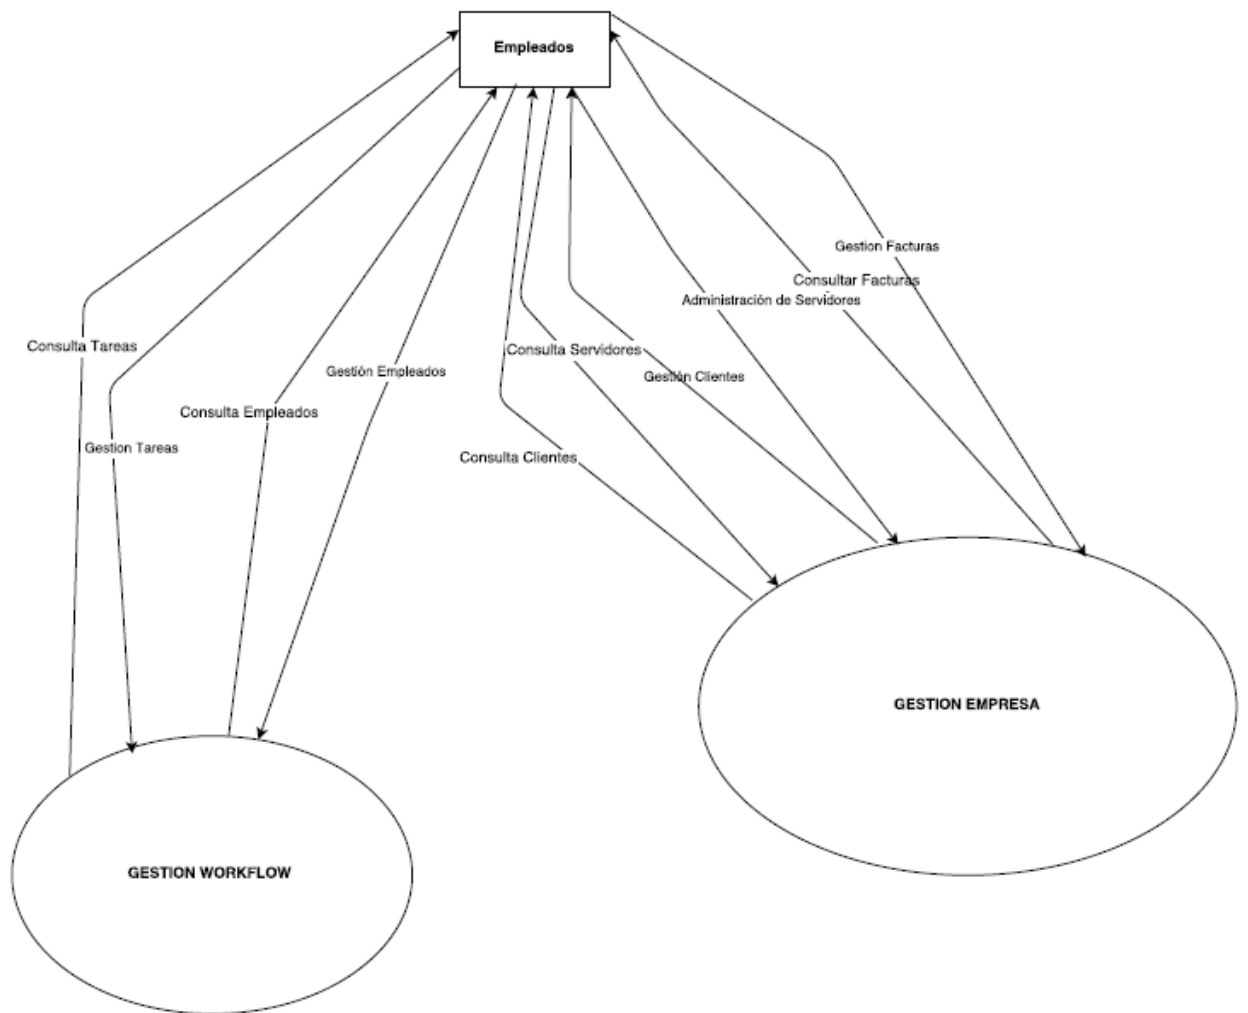 Empleados
Gestion Facturas
Consultar Facturas
Administración de Servidores
Consulta Tareas
Consulta Servidores
Gestión Empleados
Gestión Clientes
Consulta Empleados
Gestion Tareas
Consulta Clientes
GESTION EMPRESA
GESTION WORKFLOW